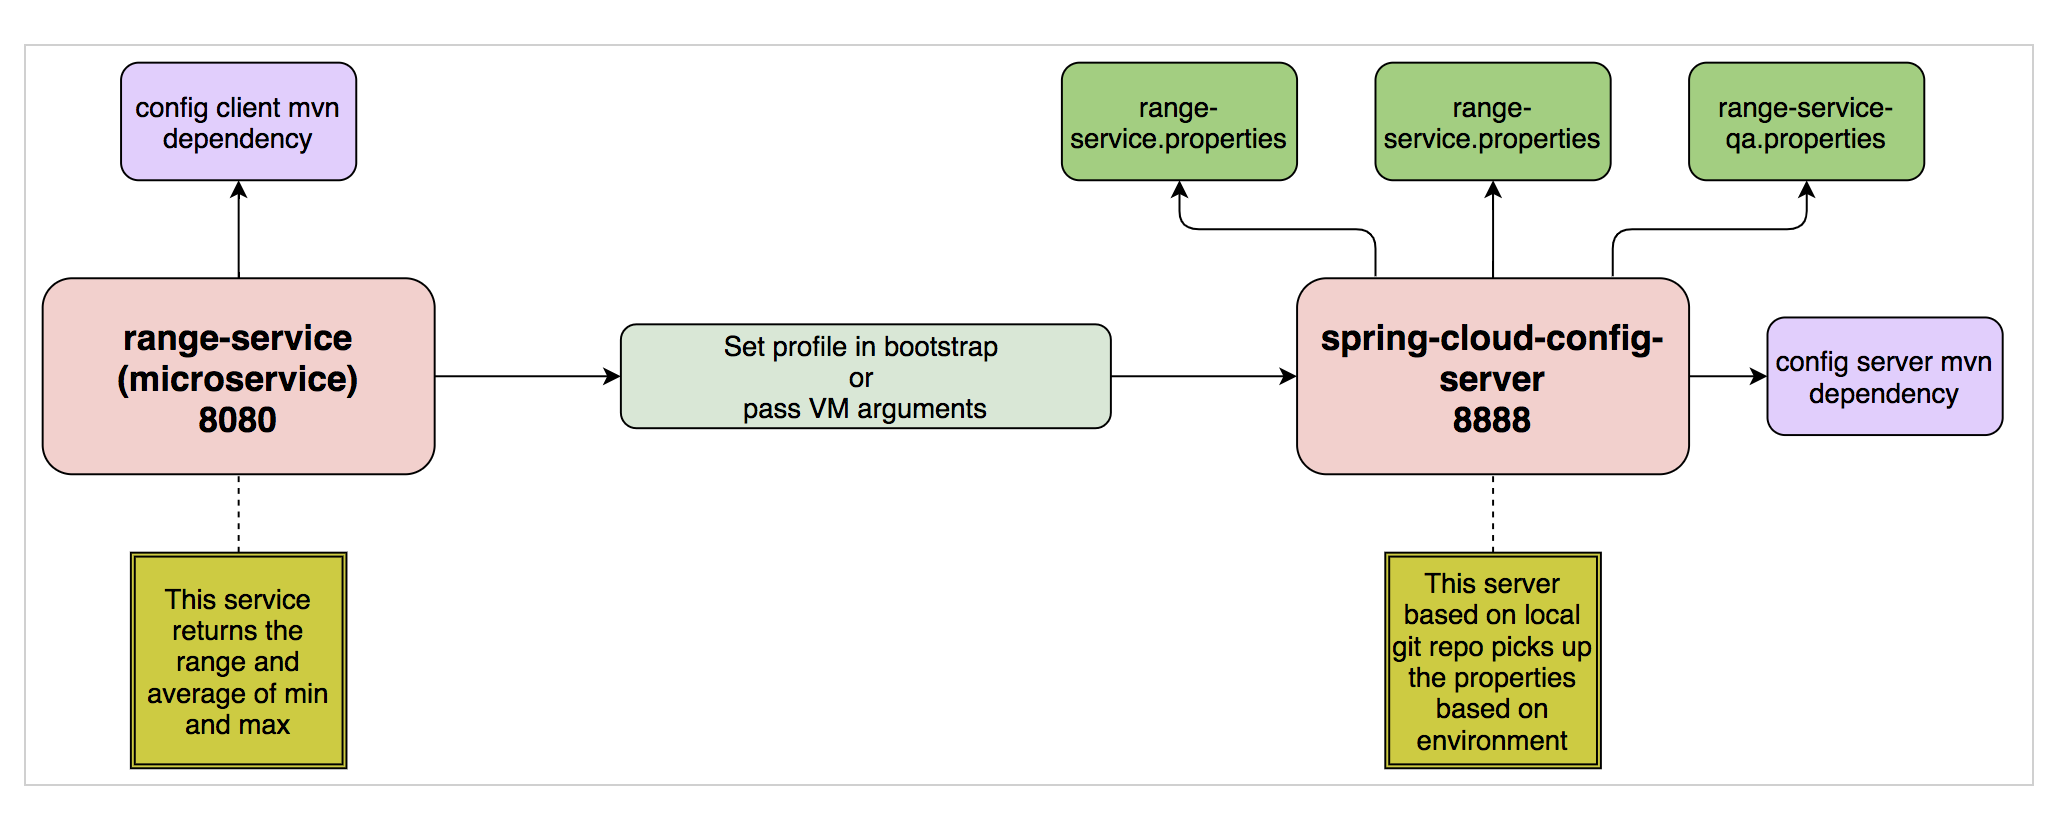 config client mvn
dependency
range-
service.properties
range-
service.properties
range-service-
qa.properties
range-service
(microservice)
8080
Set profile in bootstrap
or
pass VM arguments
spring-cloud-config-
server
8888
config server mvn
dependency
This service
returns the
range and
average of min
and max
This server
based on local
git repo picks up
the properties
based on
environment